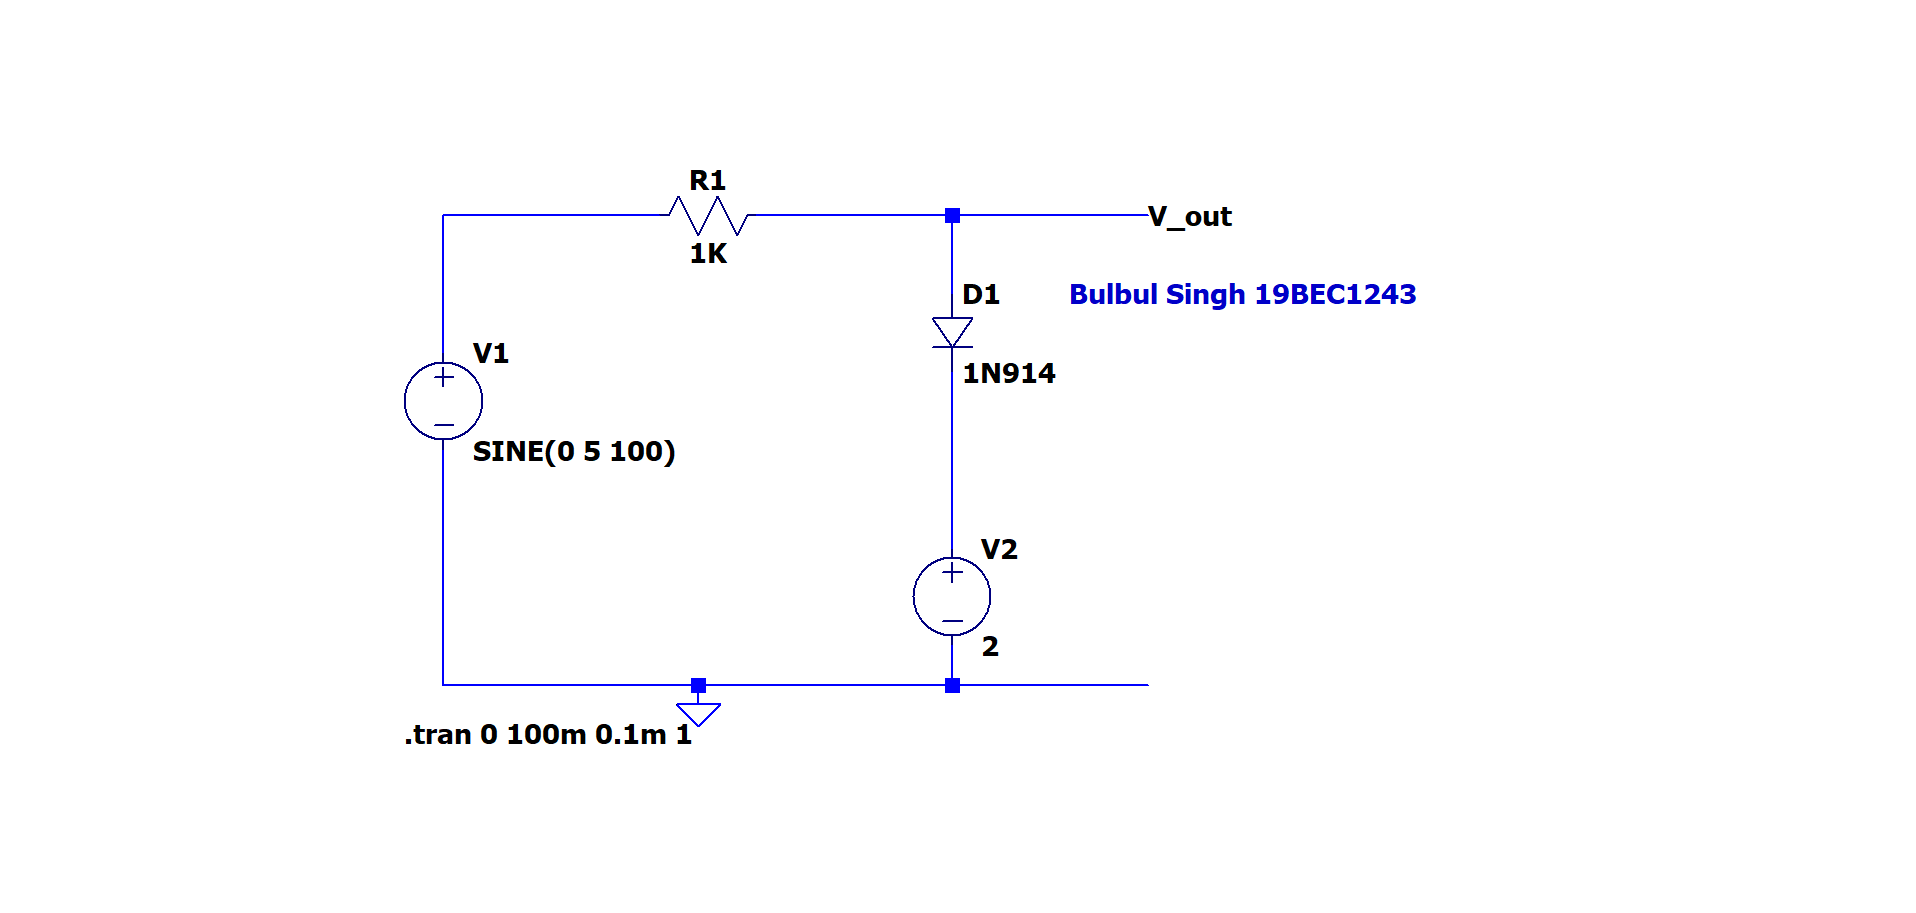 R1
1K
V_out
D1
Bulbul Singh 19BEC1243
V1
1N914
SINE(0 5 100)
V2
2
.tran 0 100m 0.1m 1